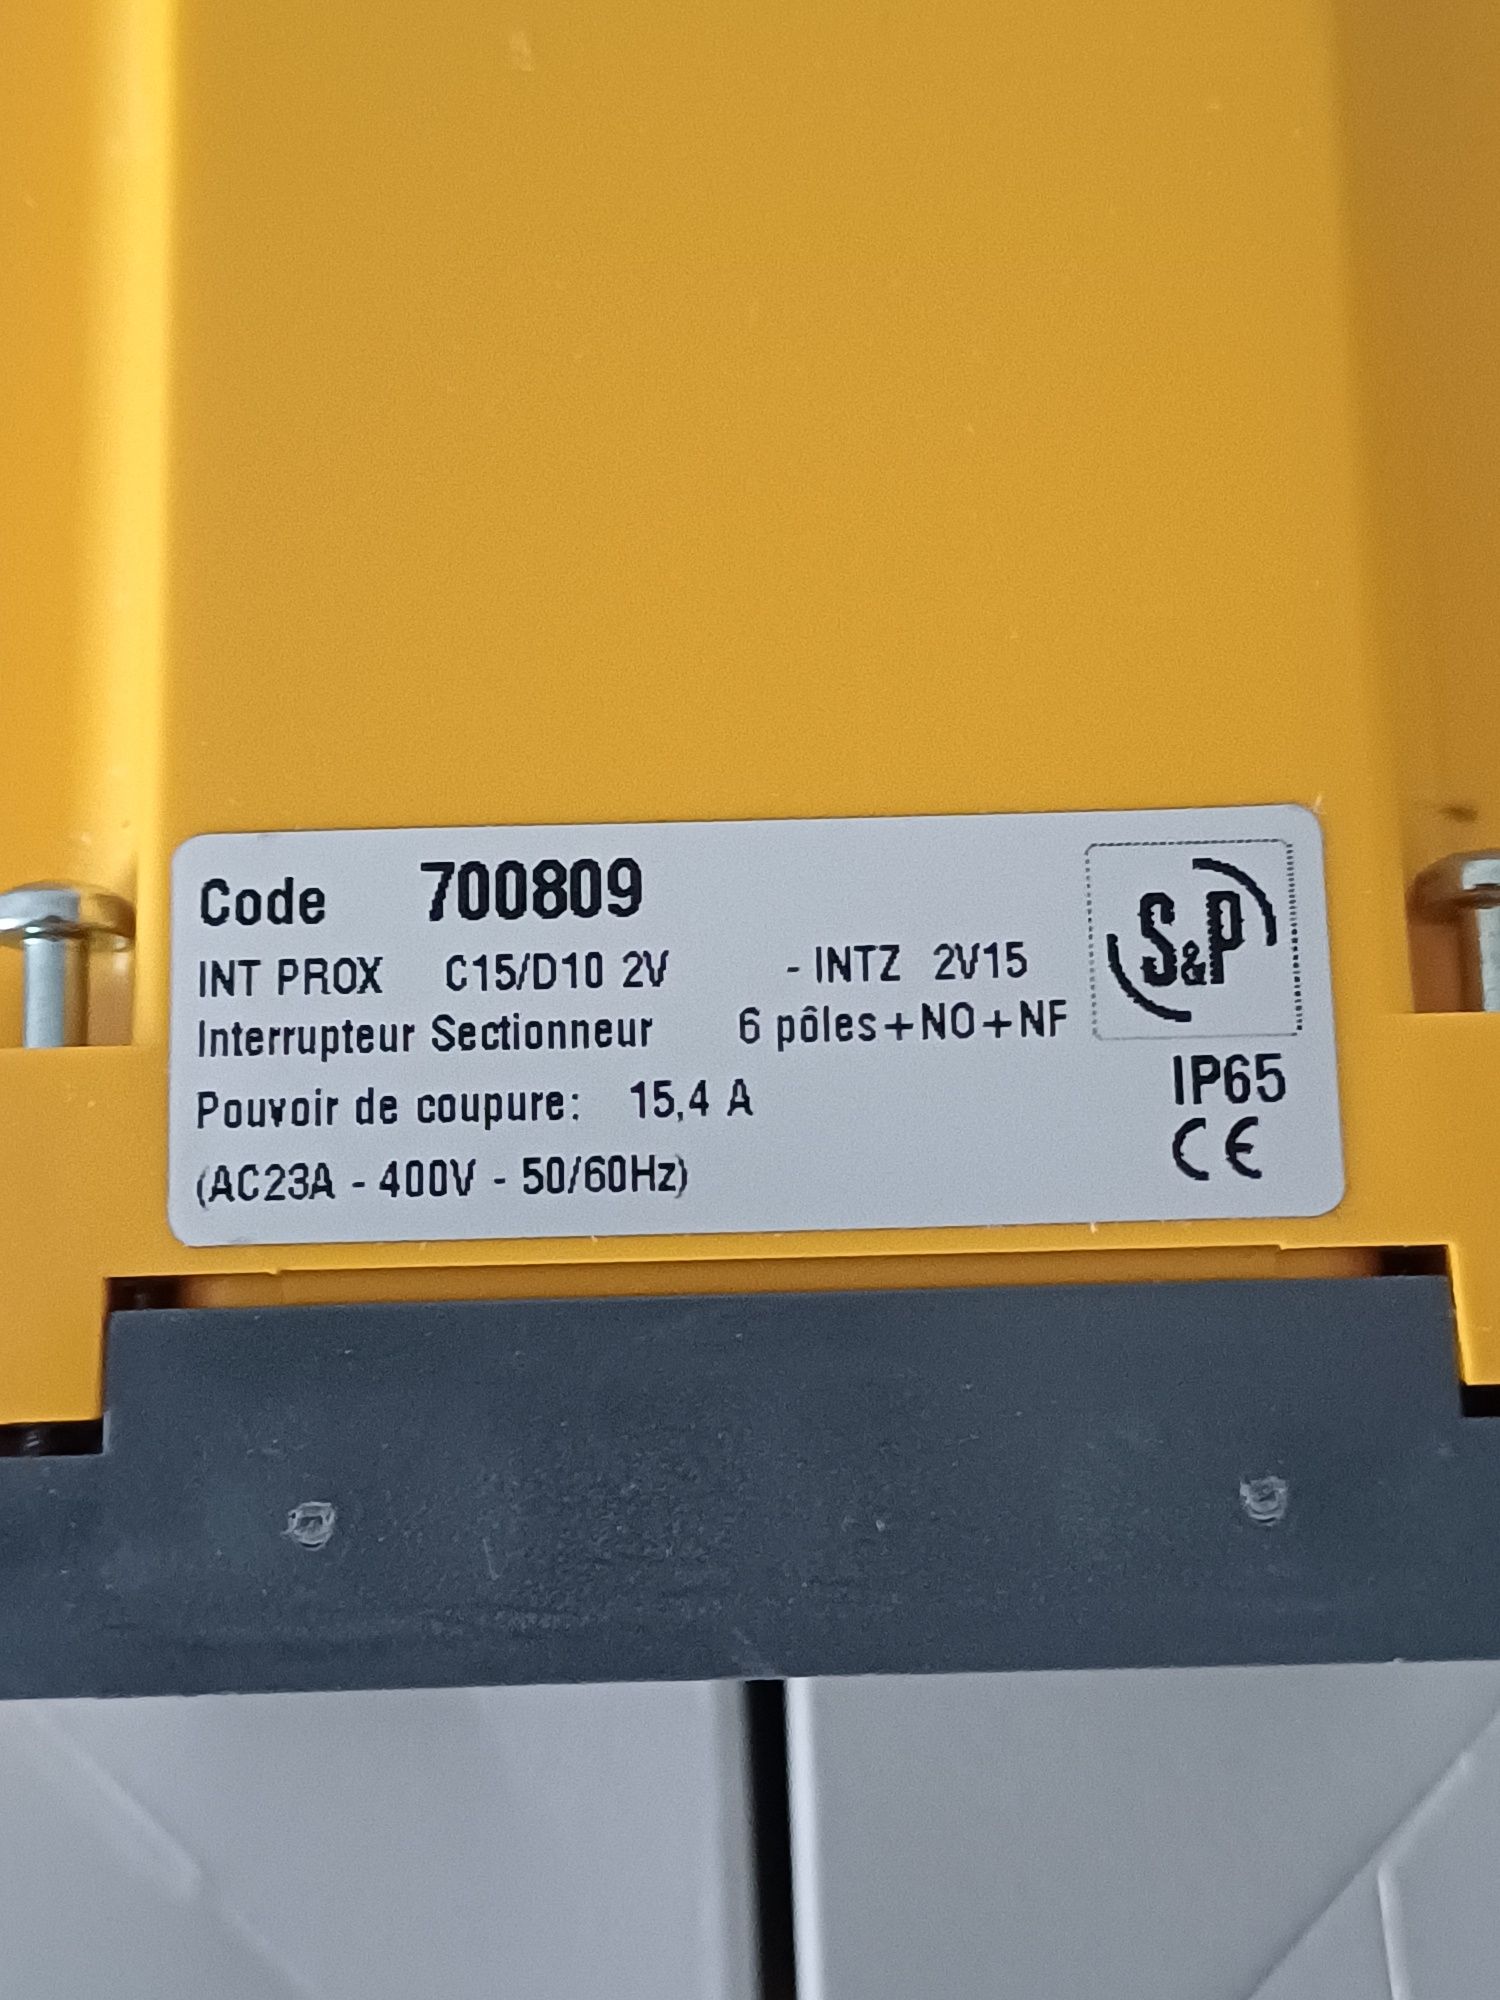 Code 700809
INT PROX C15/D10 2V - INTZ 2V15
Interrupteur Sectionneur 6 pôles+NO+NF
Pouvoir de coupure: 15,4 A
(AC23A - 400V - 50/60Hz)
S&P
IP65
CE